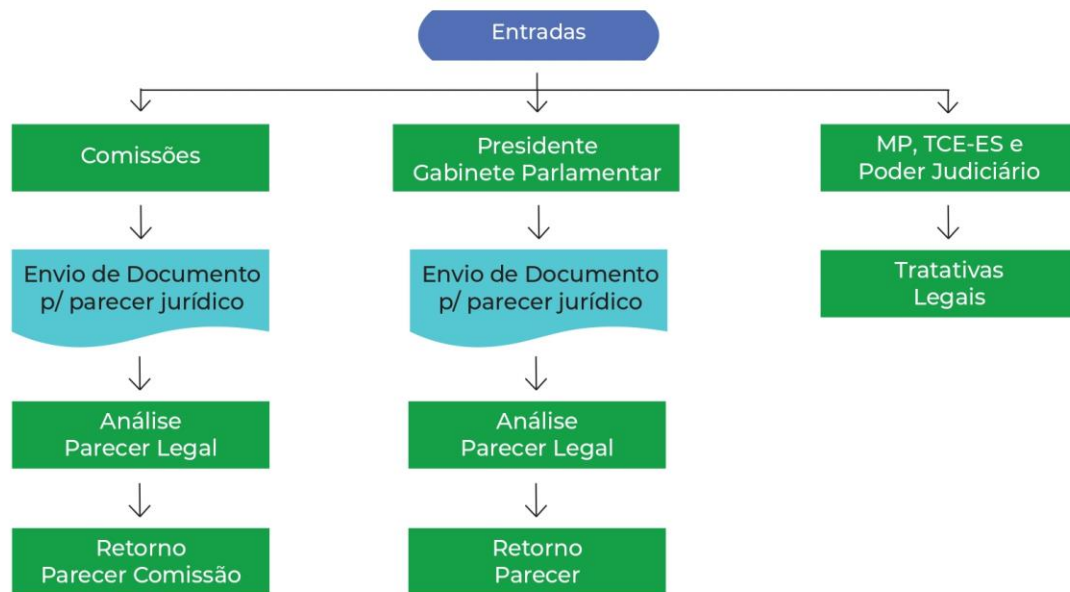 Entradas
Comissões
Presidente
Gabinete Parlamentar
MP, TCE-ES e
Poder Judiciário
Envio de Documento
p/ parecer jurídico
Envio de Documento
p/ parecer jurídico
Tratativas
Legais
Análise
Parecer Legal
Análise
Parecer Legal
Retorno
Parecer Comissão
Retorno
Parecer